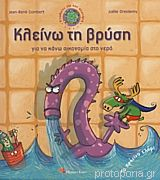 Jean-René Gombert
Joëlle Dreidemy
Κλείνω τη βρύση
για να κάνω οικονομία στο νερό
protoporia.gr